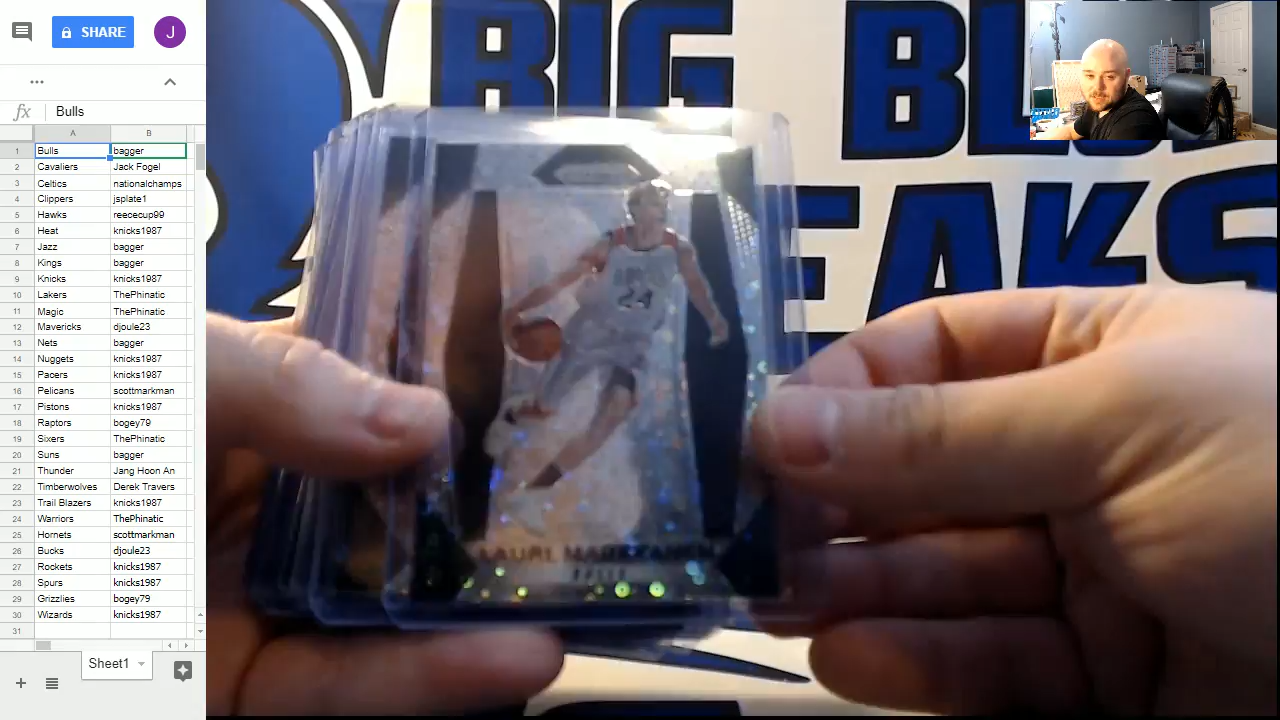 SHARE
J
...
fx Bulls
A B
1 Bulls bagger
2 Cavaliers Jack Fogel
3 Celtics nationalchamps
4 Clippers jsplate1
5 Hawks reececup99
6 Heat knicks1987
7 Jazz bagger
8 Kings bagger
9 Knicks knicks1987
10 Lakers ThePhinatic
11 Magic ThePhinatic
12 Mavericks djoule23
13 Nets bagger
14 Nuggets knicks1987
15 Pacers knicks1987
16 Pelicans scottmarkman
17 Pistons knicks1987
18 Raptors bogey79
19 Sixers ThePhinatic
20 Suns bagger
21 Thunder Jang Hoon An
22 Timberwolves Derek Travers
23 Trail Blazers knicks1987
24 Warriors ThePhinatic
25 Hornets scottmarkman
26 Bucks djoule23
27 Rockets knicks1987
28 Spurs knicks1987
29 Grizzlies bogey79
30 Wizards knicks1987
31
Sheet1
BIG BLU
EAKS
24
LAURI MARKKANEN
BULLS